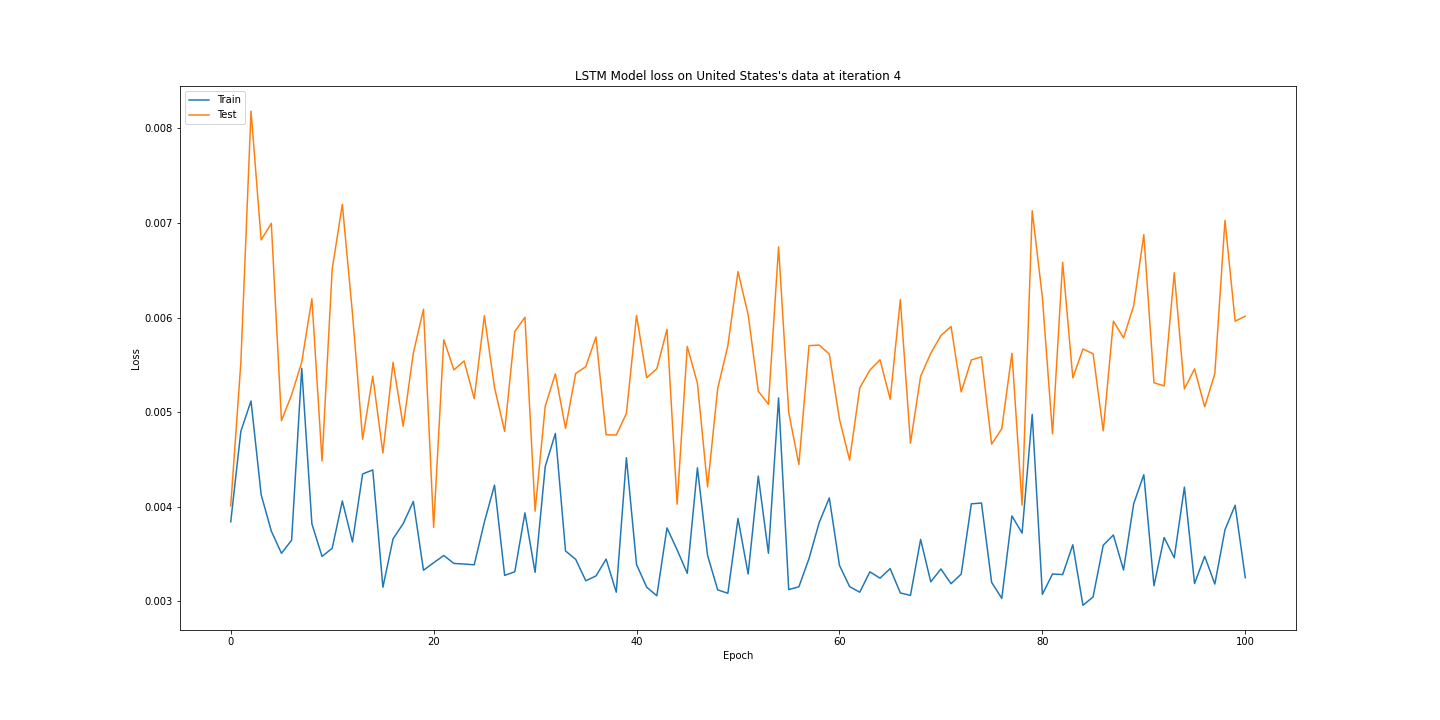 LSTM Model loss on United States's data at iteration 4
Train
Test
0.008
0.007
0.006
0.005
0.004
0.003
Loss
0 20 40 60 80 100
Epoch